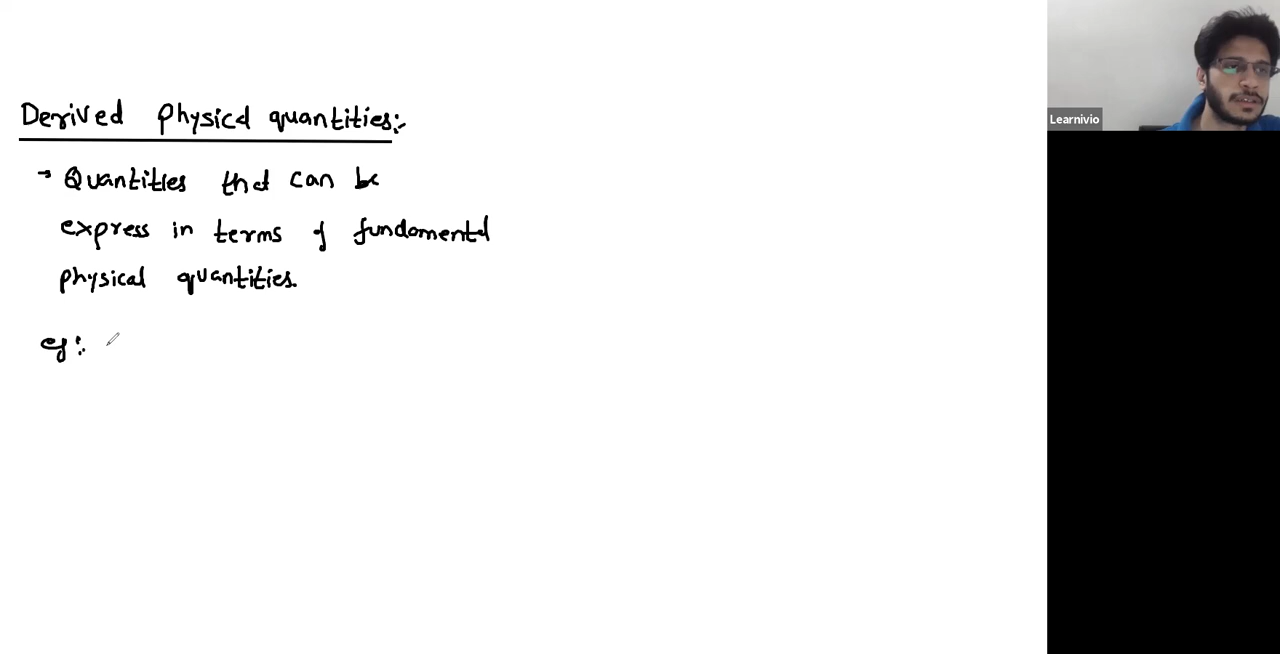 Derived Physical quantities:-
→ Quantities that can be
express in terms of fundamental
physical quantities.
eg:
Learnivio